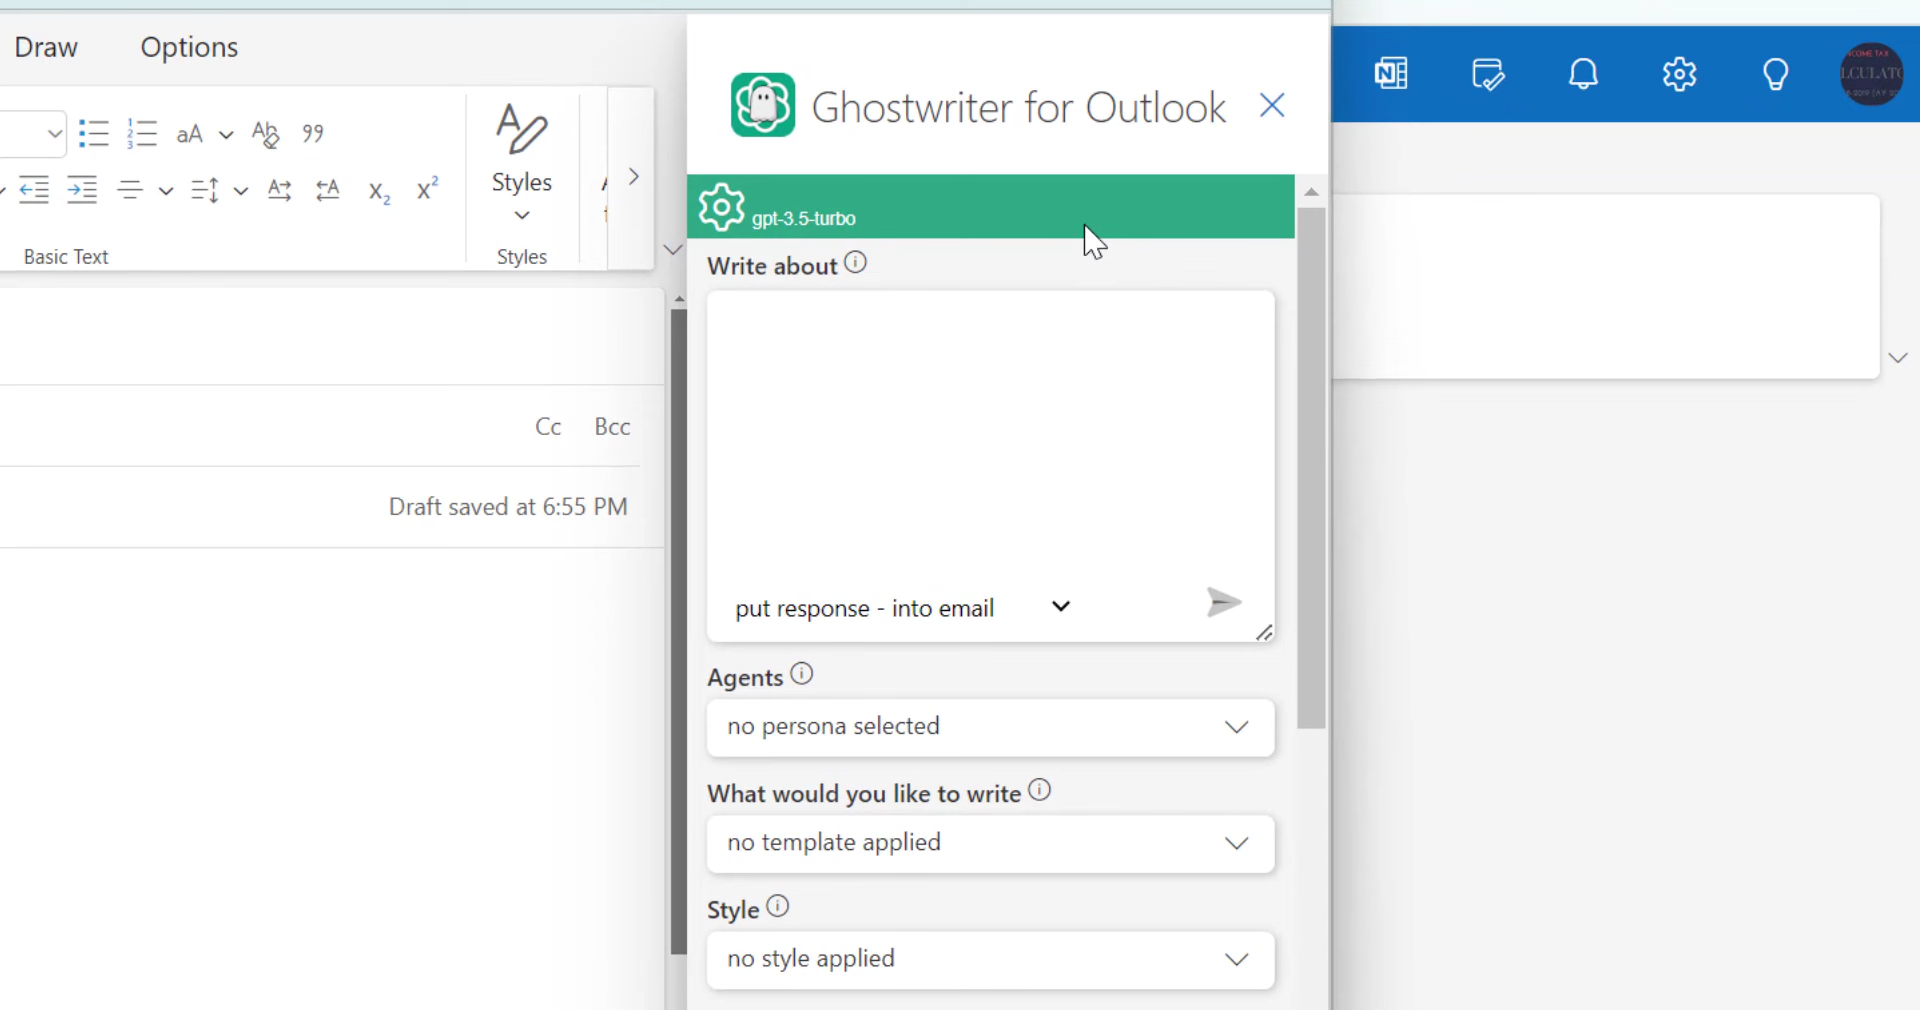 Draw
Options
Basic Text
Styles
Styles
Cc
Bcc
Draft saved at 6:55 PM
Ghostwriter for Outlook
gpt-3.5-turbo
Write about
put response - into email
Agents
no persona selected
What would you like to write
no template applied
Style
no style applied
INCOME TAX